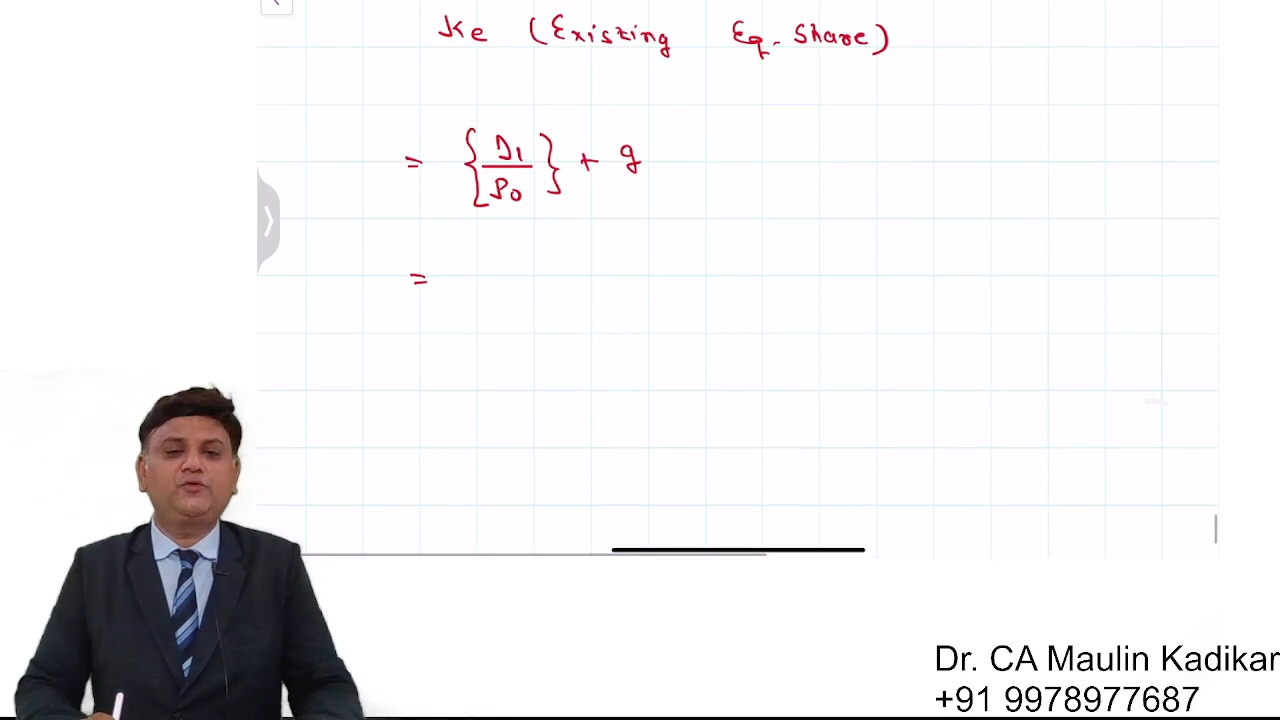 Ke (Existing Eq. Share)
= {D1/P0} + g
=
Dr. CA Maulin Kadikar
+91 9978977687